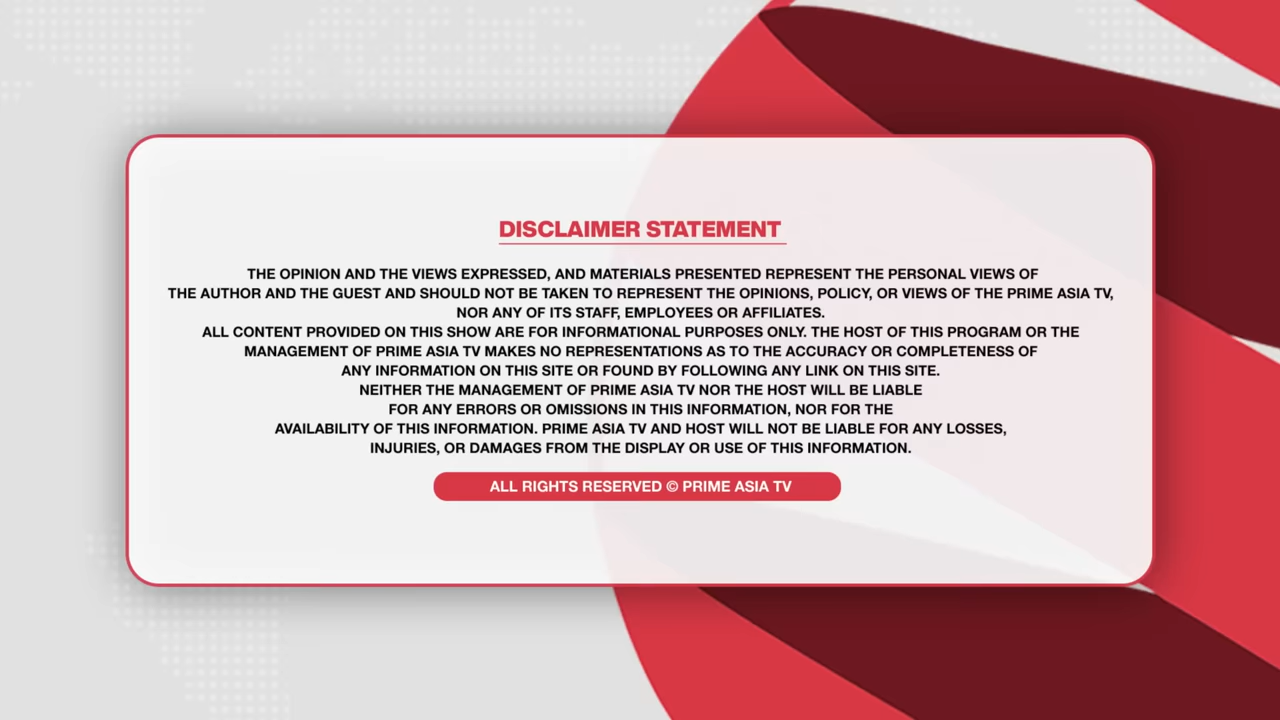 DISCLAIMER STATEMENT
THE OPINION AND THE VIEWS EXPRESSED, AND MATERIALS PRESENTED REPRESENT THE PERSONAL VIEWS OF
THE AUTHOR AND THE GUEST AND SHOULD NOT BE TAKEN TO REPRESENT THE OPINIONS, POLICY, OR VIEWS OF THE PRIME ASIA TV,
NOR ANY OF ITS STAFF, EMPLOYEES OR AFFILIATES.
ALL CONTENT PROVIDED ON THIS SHOW ARE FOR INFORMATIONAL PURPOSES ONLY. THE HOST OF THIS PROGRAM OR THE
MANAGEMENT OF PRIME ASIA TV MAKES NO REPRESENTATIONS AS TO THE ACCURACY OR COMPLETENESS OF
ANY INFORMATION ON THIS SITE OR FOUND BY FOLLOWING ANY LINK ON THIS SITE.
NEITHER THE MANAGEMENT OF PRIME ASIA TV NOR THE HOST WILL BE LIABLE
FOR ANY ERRORS OR OMISSIONS IN THIS INFORMATION, NOR FOR THE
AVAILABILITY OF THIS INFORMATION. PRIME ASIA TV AND HOST WILL NOT BE LIABLE FOR ANY LOSSES,
INJURIES, OR DAMAGES FROM THE DISPLAY OR USE OF THIS INFORMATION.
ALL RIGHTS RESERVED © PRIME ASIA TV